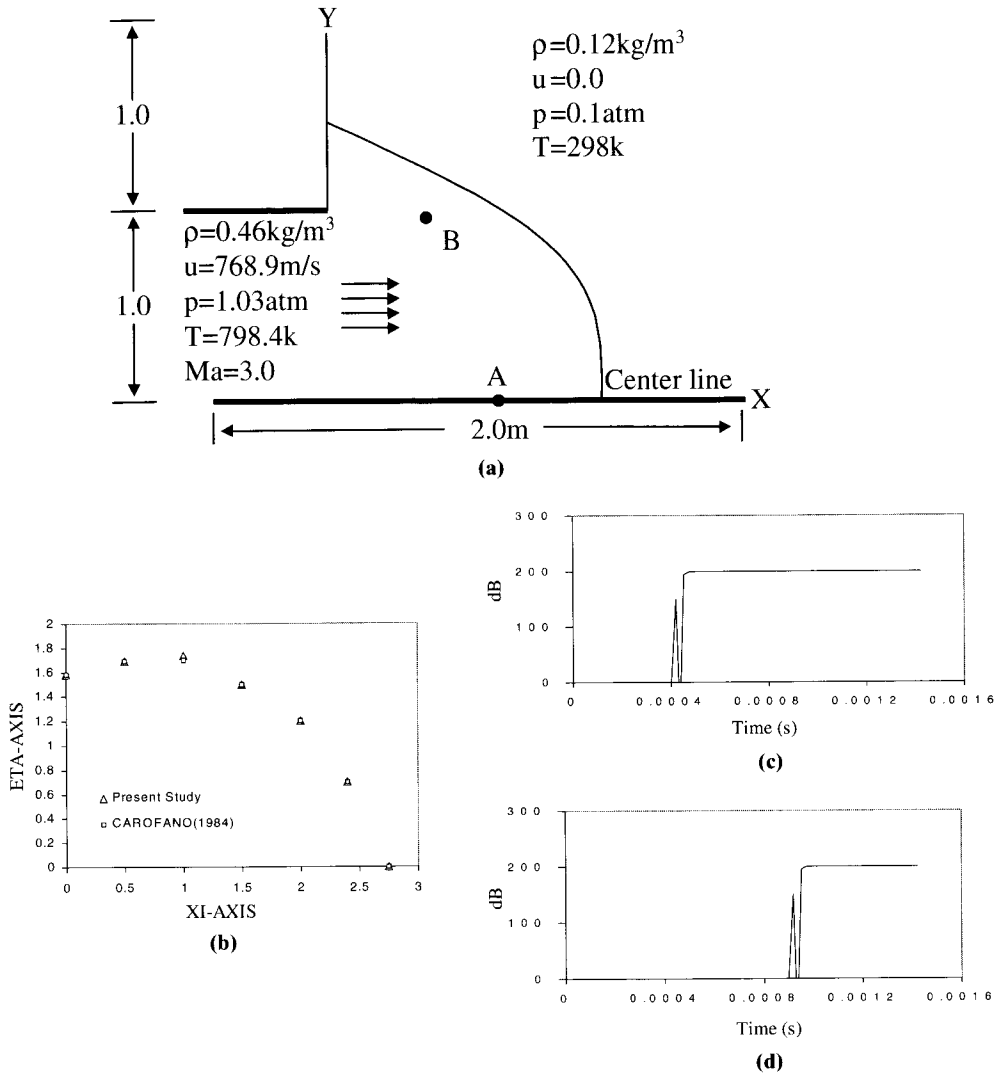 Y
1.0
1.0
ρ=0.12kg/m³
u=0.0
p=0.1atm
T=298k
B
ρ=0.46kg/m³
u=768.9m/s
p=1.03atm
T=798.4k
Ma=3.0
A
Center line
X
2.0m
(a)
ETA-AXIS
2
1.8
1.6
1.4
1.2
1
0.8
0.6
0.4
0.2
0
Present Study
CAROFANO(1984)
0 0.5 1 1.5 2 2.5 3
XI-AXIS
(b)
dB
300
200
100
0
0 0.0004 0.0008 0.0012 0.0016
Time (s)
(c)
dB
300
200
100
0
0 0.0004 0.0008 0.0012 0.0016
Time (s)
(d)